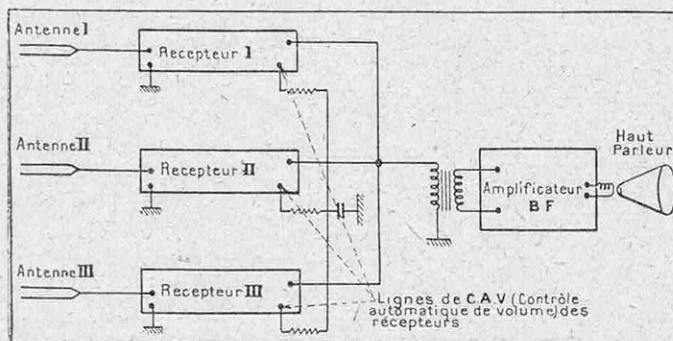 Antenne I
Recepteur I
Antenne II
Recepteur II
Haut
Parleur
Amplificateur
B F
Antenne III
Recepteur III
Lignes de C.A.V (Contrôle
automatique de volume) des
récepteurs